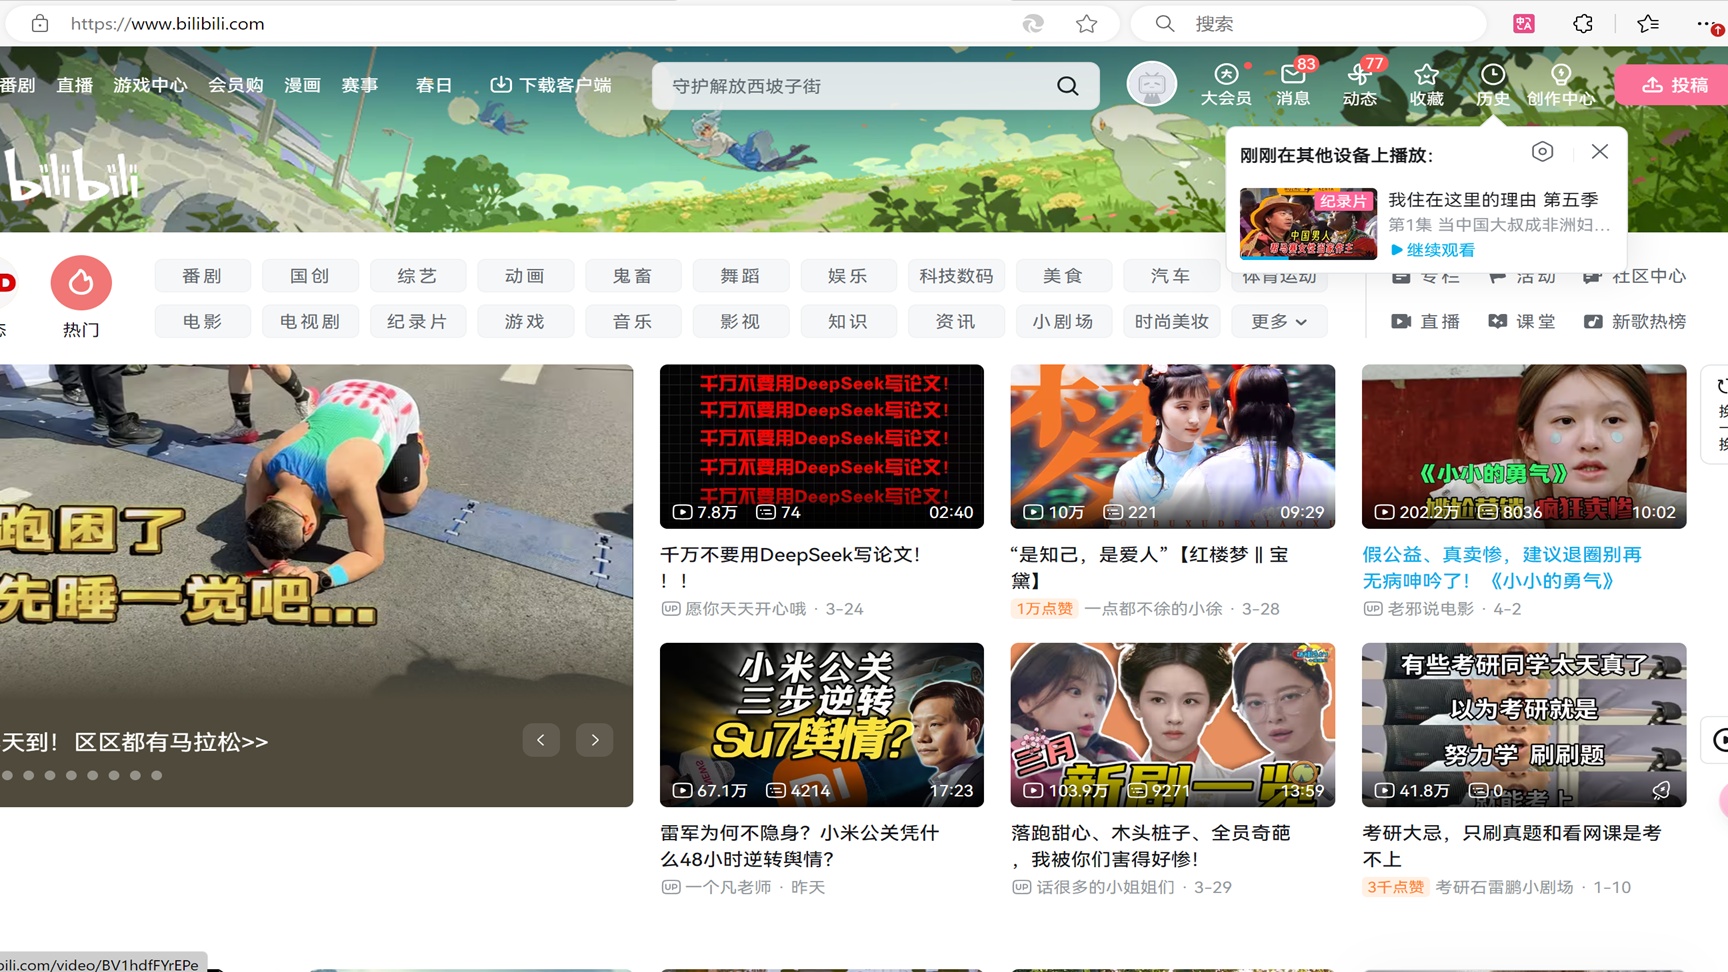 https://www.bilibili.com
搜索
番剧 直播 游戏中心 会员购 漫画 赛事 春日 下载客户端
守护解放西坡子街
大会员 消息 83 动态 77 收藏 历史 创作中心 投稿
bilibili
刚刚在其他设备上播放:
纪录片
中国男人
我住在这里的理由 第五季
第1集 当中国大叔成非洲妇...
继续观看
热门
番剧 国创 综艺 动画 鬼畜 舞蹈 娱乐 科技数码 美食 汽车 体育运动
电影 电视剧 纪录片 游戏 音乐 影视 知识 资讯 小剧场 时尚美妆 更多
专栏 活动 社区中心
直播 课堂 新歌热榜
跑困了
先睡一觉吧...
天到！区区都有马拉松>>
千万不要用DeepSeek写论文！
千万不要用DeepSeek写论文！
千万不要用DeepSeek写论文！
千万不要用DeepSeek写论文！
千万不要用DeepSeek写论文！
7.8万 74 02:40
千万不要用DeepSeek写论文！
！！
UP 愿你天天开心哦 · 3-24
10万 221 09:29
“是知己，是爱人”【红楼梦‖宝
黛】
1万点赞 一点都不徐的小徐 · 3-28
《小小的勇气》
尴尬营销 疯狂卖惨
202.2万 8036 10:02
假公益、真卖惨，建议退圈别再
无病呻吟了！《小小的勇气》
UP 老邪说电影 · 4-2
小米公关
三步逆转
Su7舆情?
67.1万 4214 17:23
雷军为何不隐身？小米公关凭什
么48小时逆转舆情？
UP 一个凡老师 · 昨天
三月
新剧一览
103.9万 9271 13:59
落跑甜心、木头桩子、全员奇葩
，我被你们害得好惨！
UP 话很多的小姐姐们 · 3-29
有些考研同学太天真了
以为考研就是
努力学 刷刷题
就能考上
41.8万 0
考研大忌，只刷真题和看网课是考
不上
3千点赞 考研石雷鹏小剧场 · 1-10
换
一
换
bili.com/video/BV1hdfFYrEPe